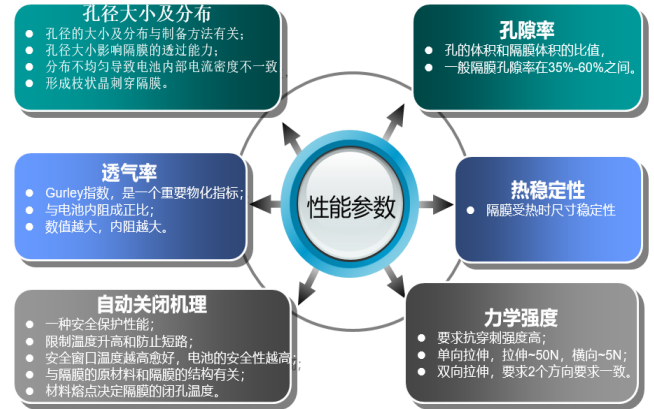 孔径大小及分布
孔径的大小及分布与制备方法有关；
孔径大小影响隔膜的透过能力；
分布不均匀导致电池内部电流密度不一致
形成枝状晶刺穿隔膜。
孔隙率
孔的体积和隔膜体积的比值，
一般隔膜孔隙率在35%-60%之间。
透气率
Gurley指数，是一个重要物化指标；
与电池内阻成正比；
数值越大，内阻越大。
性能参数
热稳定性
隔膜受热时尺寸稳定性
自动关闭机理
一种安全保护性能；
限制温度升高和防止短路；
安全窗口温度越高愈好，电池的安全性越高；
与隔膜的原材料和隔膜的结构有关；
材料熔点决定隔膜的闭孔温度。
力学强度
要求抗穿刺强度高；
单向拉伸，拉伸~50N，横向~5N；
双向拉伸，要求2个方向要求一致。